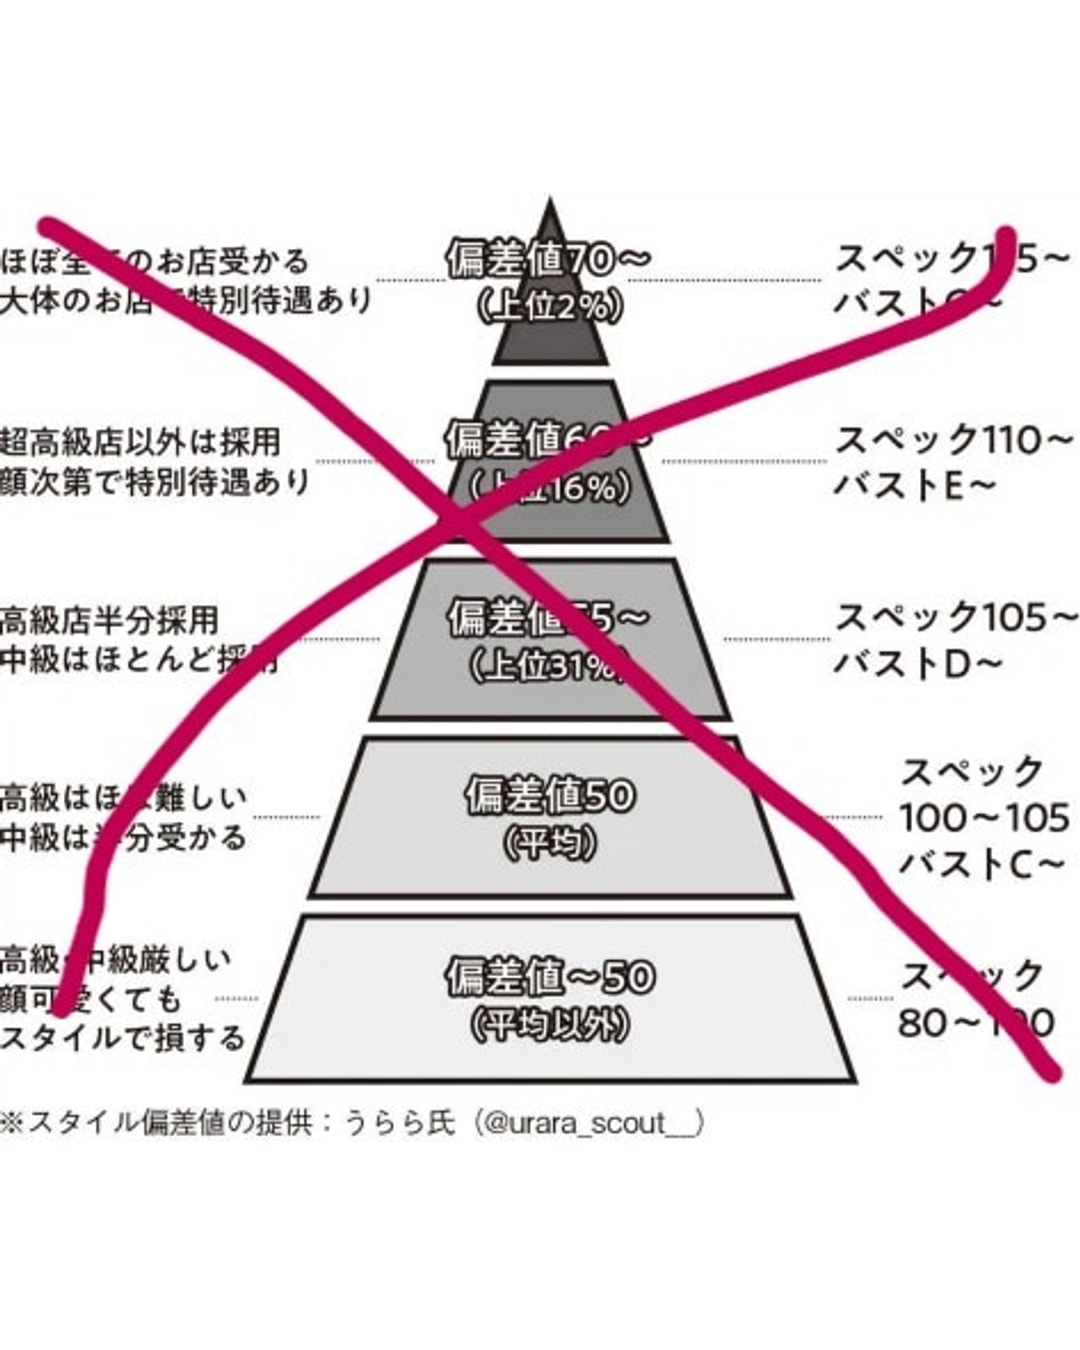 ほぼ全てのお店受かる
大体のお店で特別待遇あり
偏差値70〜
（上位2%）
スペック1 5〜
バスト
超高級店以外は採用
顔次第で特別待遇あり
偏差値60〜
（上位16%）
スペック110〜
バストE〜
高級店半分採用
中級はほとんど採用
偏差値55〜
（上位31%）
スペック105〜
バストD〜
高級はほぼ難しい
中級は半分受かる
偏差値50
（平均）
スペック
100〜105
バストC〜
高級・中級厳しい
顔可愛くても
スタイルで損する
偏差値〜50
（平均以外）
スペック
80〜100
※スタイル偏差値の提供：うらら氏（@urara_scout__）